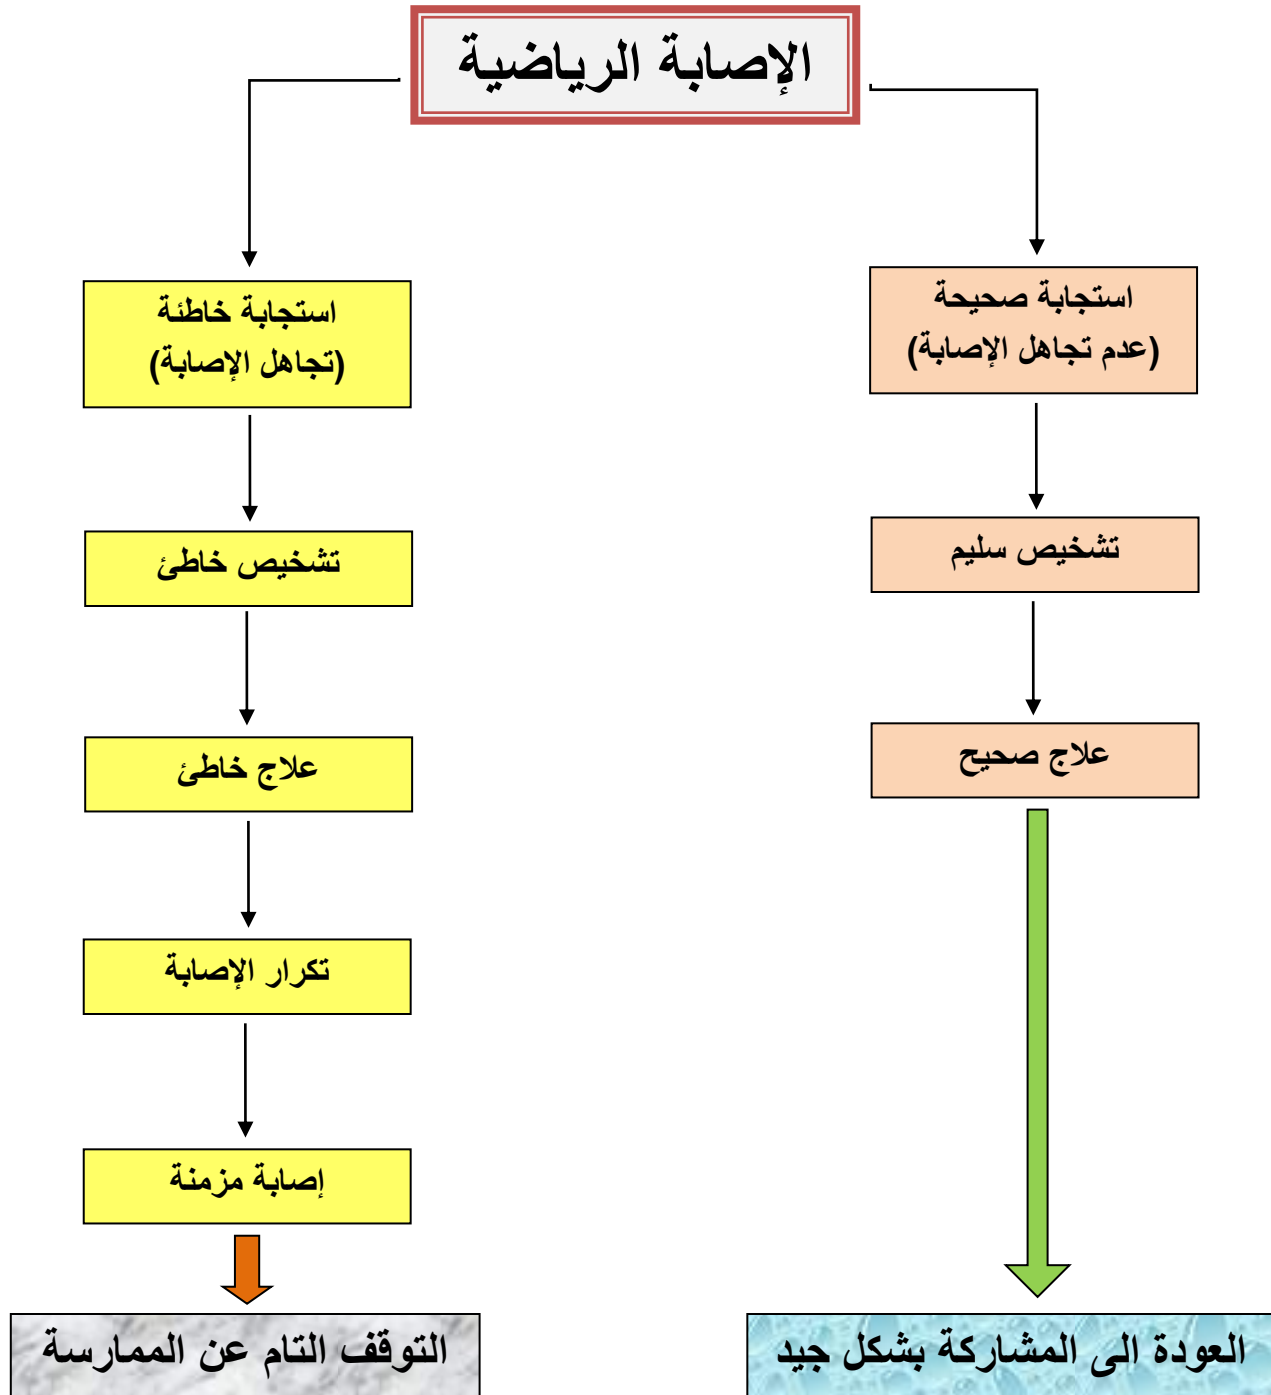 الإصابة الرياضية
استجابة صحيحة
(عدم تجاهل الإصابة)
تشخيص سليم
علاج صحيح
العودة الى المشاركة بشكل جيد
استجابة خاطئة
(تجاهل الإصابة)
تشخيص خاطئ
علاج خاطئ
تكرار الإصابة
إصابة مزمنة
التوقف التام عن الممارسة